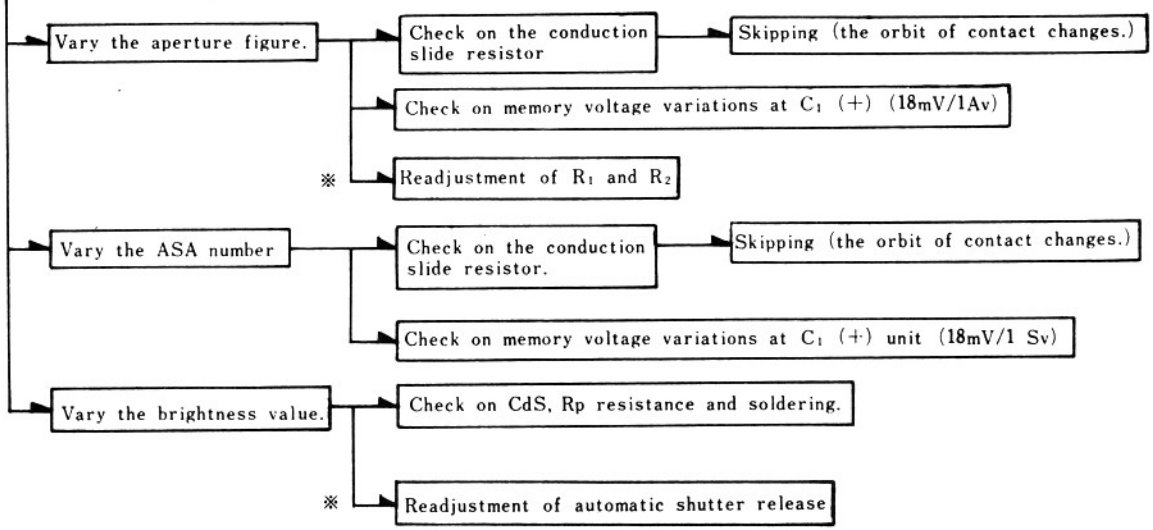 Vary the aperture figure.
Check on the conduction
slide resistor
Skipping (the orbit of contact changes.)
Check on memory voltage variations at C₁ (+) (18mV/1Av)
※ Readjustment of R₁ and R₂
Vary the ASA number
Check on the conduction
slide resistor.
Skipping (the orbit of contact changes.)
Check on memory voltage variations at C₁ (+) unit (18mV/1 Sv)
Vary the brightness value.
Check on CdS, Rp resistance and soldering.
※ Readjustment of automatic shutter release